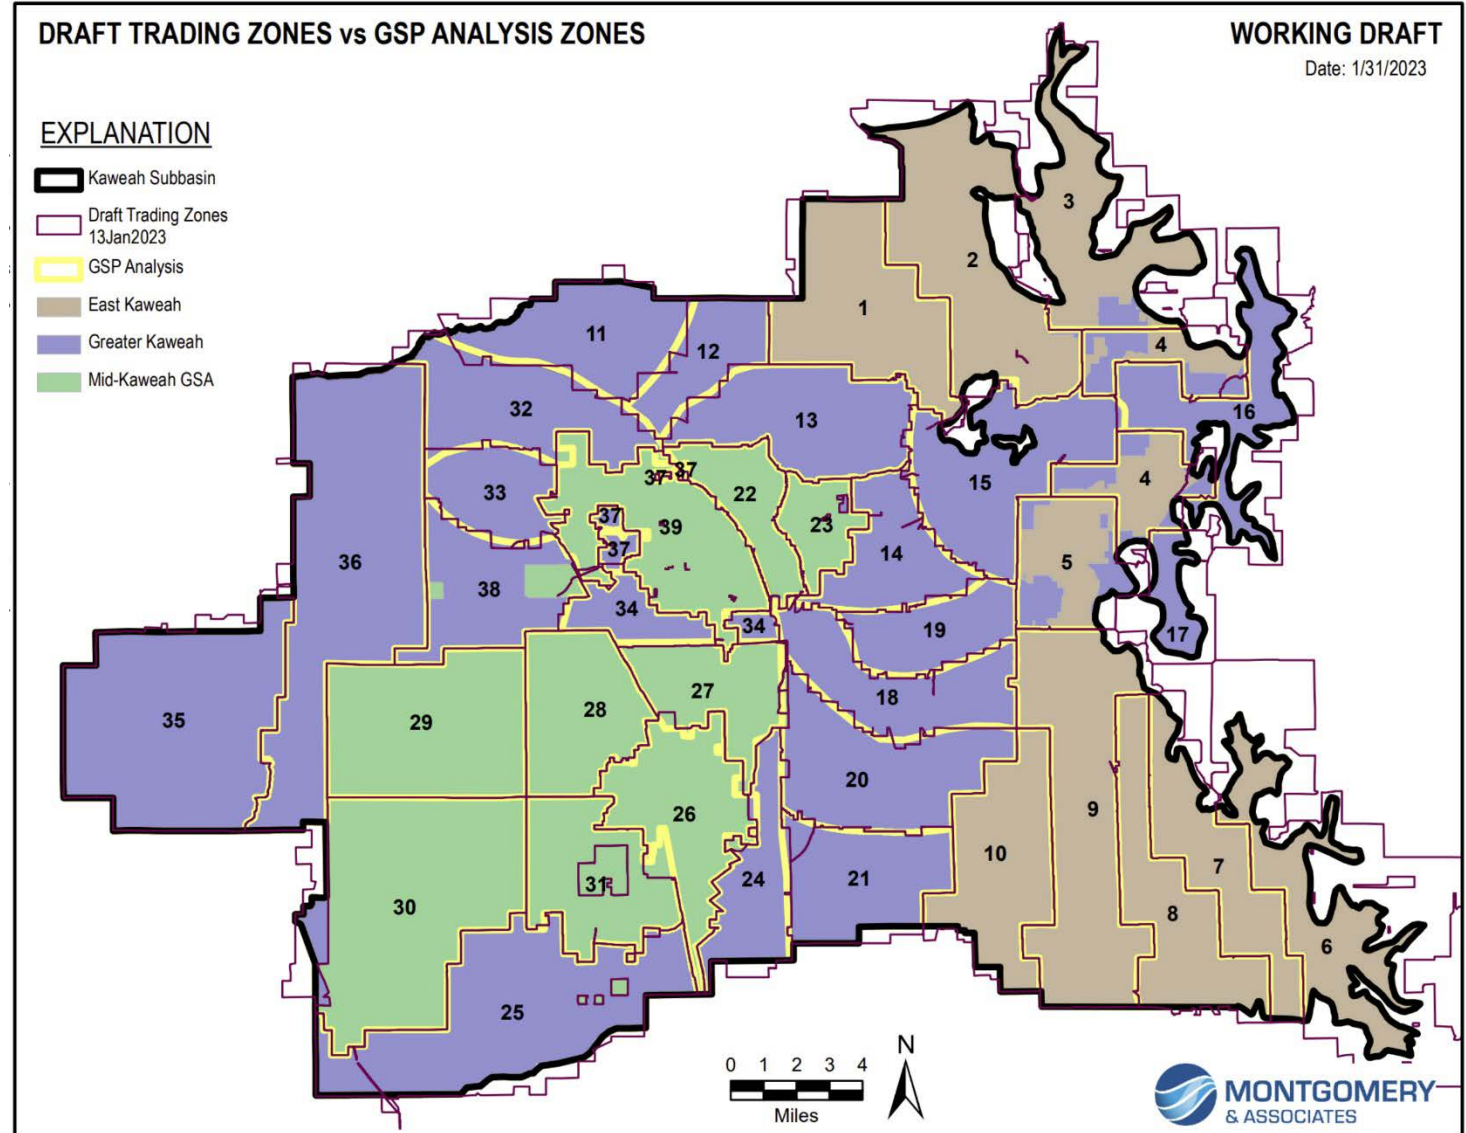 DRAFT TRADING ZONES vs GSP ANALYSIS ZONES
WORKING DRAFT
Date: 1/31/2023
EXPLANATION
Kaweah Subbasin
Draft Trading Zones
13Jan2023
GSP Analysis
East Kaweah
Greater Kaweah
Mid-Kaweah GSA
3
2
1
11
12
4
32
13
16
37
37
33
22
15
4
37
39
23
37
14
36
5
38
34
34
19
17
27
18
35
29
28
20
26
9
10
7
24
21
31
30
8
6
25
N
0 1 2 3 4
Miles
MONTGOMERY
& ASSOCIATES